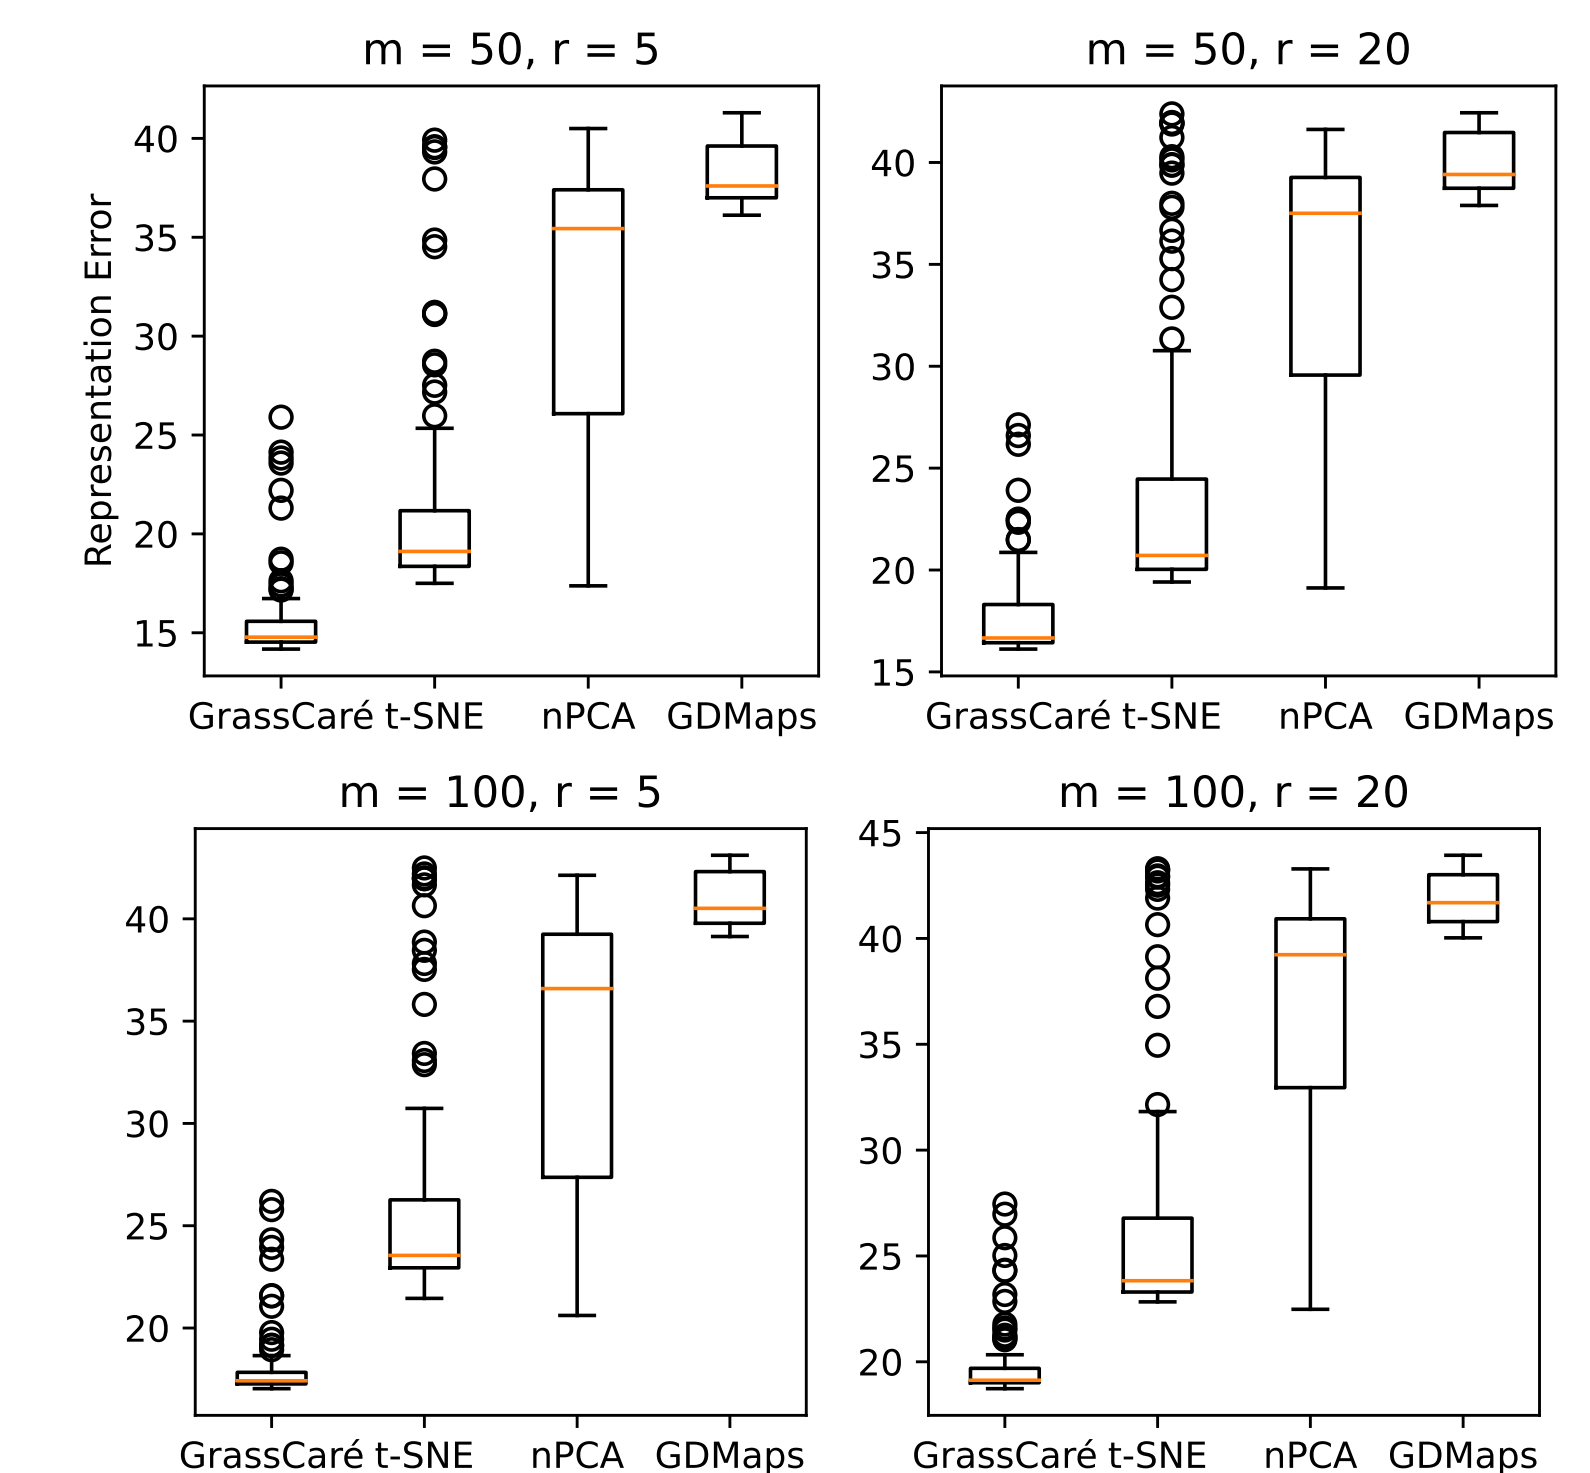 m = 50, r = 5
m = 50, r = 20
Representation Error
40
35
30
25
20
15
40
35
30
25
20
15
GrassCaré t-SNE nPCA GDMaps
GrassCaré t-SNE nPCA GDMaps
m = 100, r = 5
m = 100, r = 20
40
35
30
25
20
45
40
35
30
25
20
GrassCaré t-SNE nPCA GDMaps
GrassCaré t-SNE nPCA GDMaps